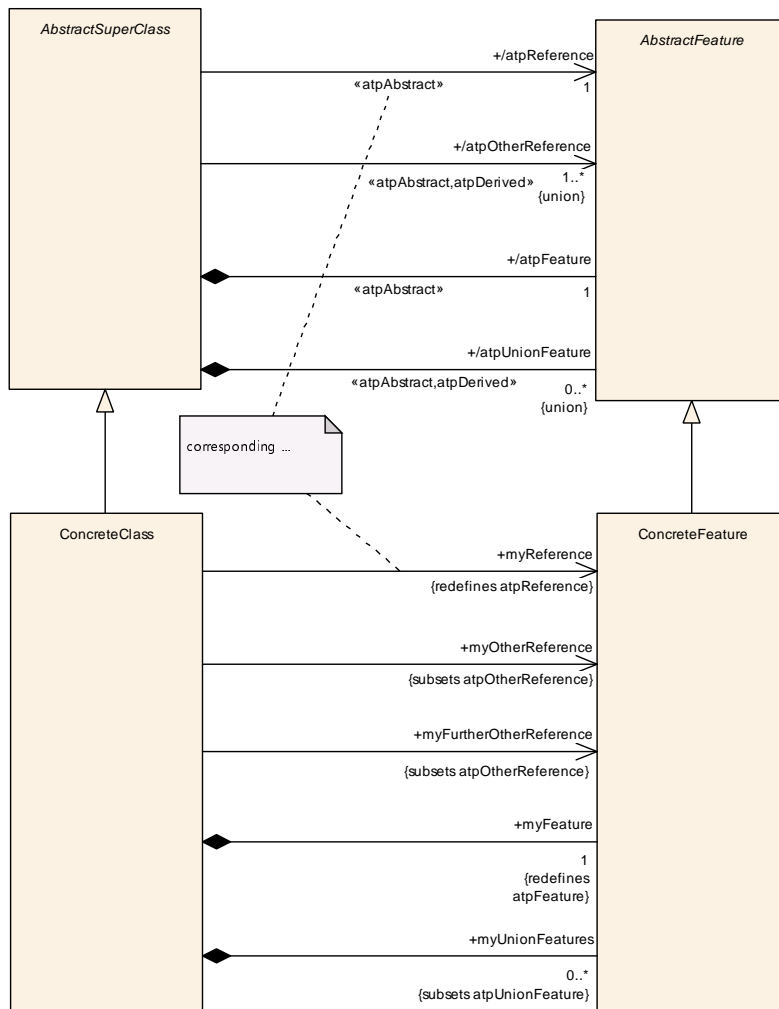 AbstractSuperClass
AbstractFeature
+/atpReference
«atpAbstract»
1
+/atpOtherReference
«atpAbstract,atpDerived»
1..*
{union}
+/atpFeature
«atpAbstract»
1
+/atpUnionFeature
«atpAbstract,atpDerived»
0..*
{union}
corresponding ...
ConcreteClass
ConcreteFeature
+myReference
{redefines atpReference}
+myOtherReference
{subsets atpOtherReference}
+myFurtherOtherReference
{subsets atpOtherReference}
+myFeature
1
{redefines
atpFeature}
+myUnionFeatures
0..*
{subsets atpUnionFeature}